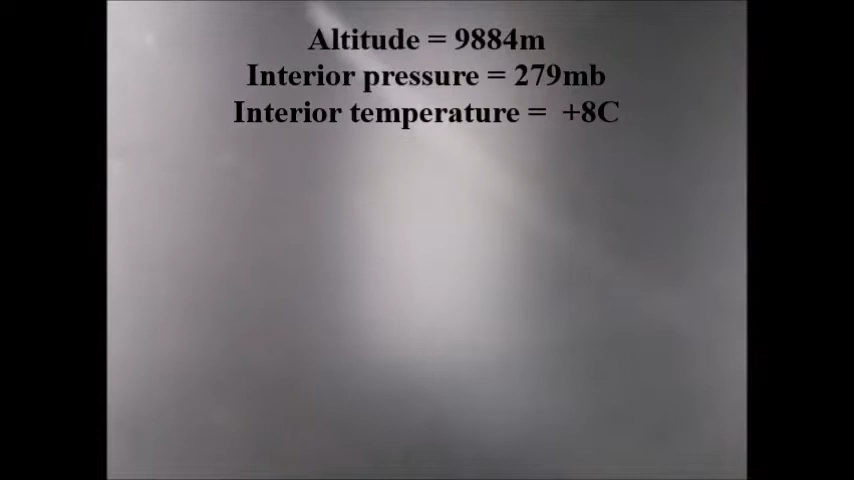 Altitude = 9884m
Interior pressure = 279mb
Interior temperature =  +8C